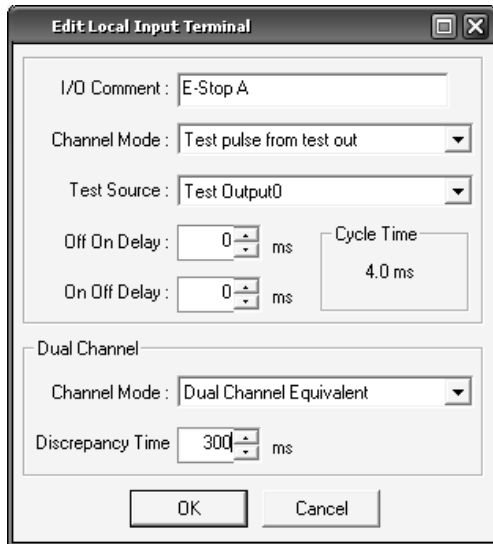 Edit Local Input Terminal
I/O Comment : E-Stop A
Channel Mode : Test pulse from test out
Test Source : Test Output0
Off On Delay : 0 ms
Cycle Time
4.0 ms
On Off Delay : 0 ms
Dual Channel
Channel Mode : Dual Channel Equivalent
Discrepancy Time 300 ms
OK Cancel